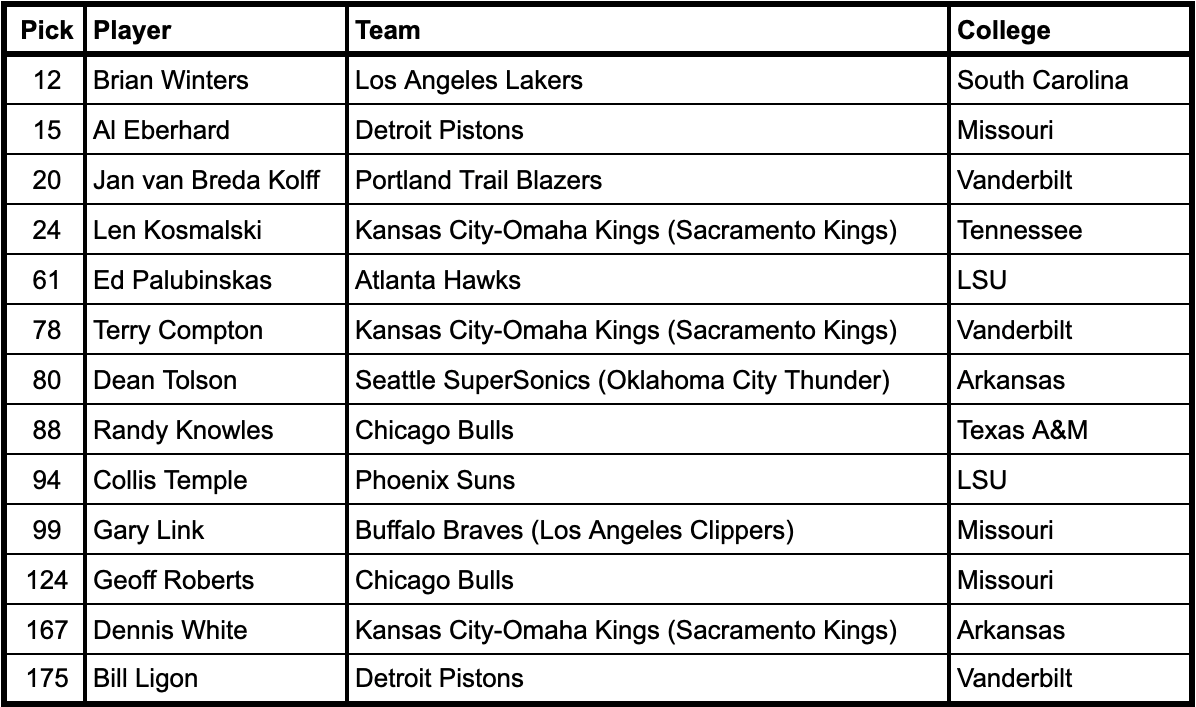 Pick Player Team College
12 Brian Winters Los Angeles Lakers South Carolina
15 Al Eberhard Detroit Pistons Missouri
20 Jan van Breda Kolff Portland Trail Blazers Vanderbilt
24 Len Kosmalski Kansas City-Omaha Kings (Sacramento Kings) Tennessee
61 Ed Palubinskas Atlanta Hawks LSU
78 Terry Compton Kansas City-Omaha Kings (Sacramento Kings) Vanderbilt
80 Dean Tolson Seattle SuperSonics (Oklahoma City Thunder) Arkansas
88 Randy Knowles Chicago Bulls Texas A&M
94 Collis Temple Phoenix Suns LSU
99 Gary Link Buffalo Braves (Los Angeles Clippers) Missouri
124 Geoff Roberts Chicago Bulls Missouri
167 Dennis White Kansas City-Omaha Kings (Sacramento Kings) Arkansas
175 Bill Ligon Detroit Pistons Vanderbilt